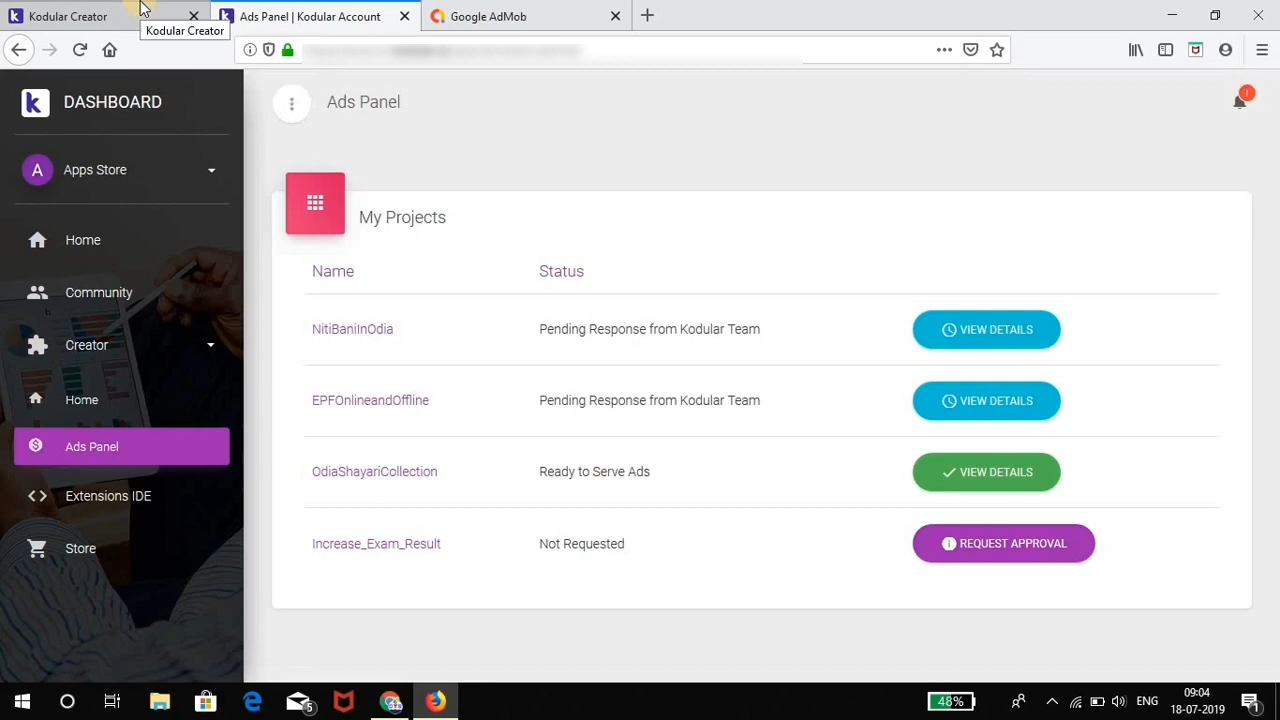 Kodular Creator
Ads Panel | Kodular Account
Google AdMob
Kodular Creator
k DASHBOARD
Ads Panel
A Apps Store
Home
Community
Creator
Home
Ads Panel
Extensions IDE
Store
My Projects
Name Status
NitiBaniInOdia Pending Response from Kodular Team VIEW DETAILS
EPFOnlineandOffline Pending Response from Kodular Team VIEW DETAILS
OdiaShayariCollection Ready to Serve Ads VIEW DETAILS
Increase_Exam_Result Not Requested REQUEST APPROVAL
5
48%
ENG
09:04
18-07-2019
1